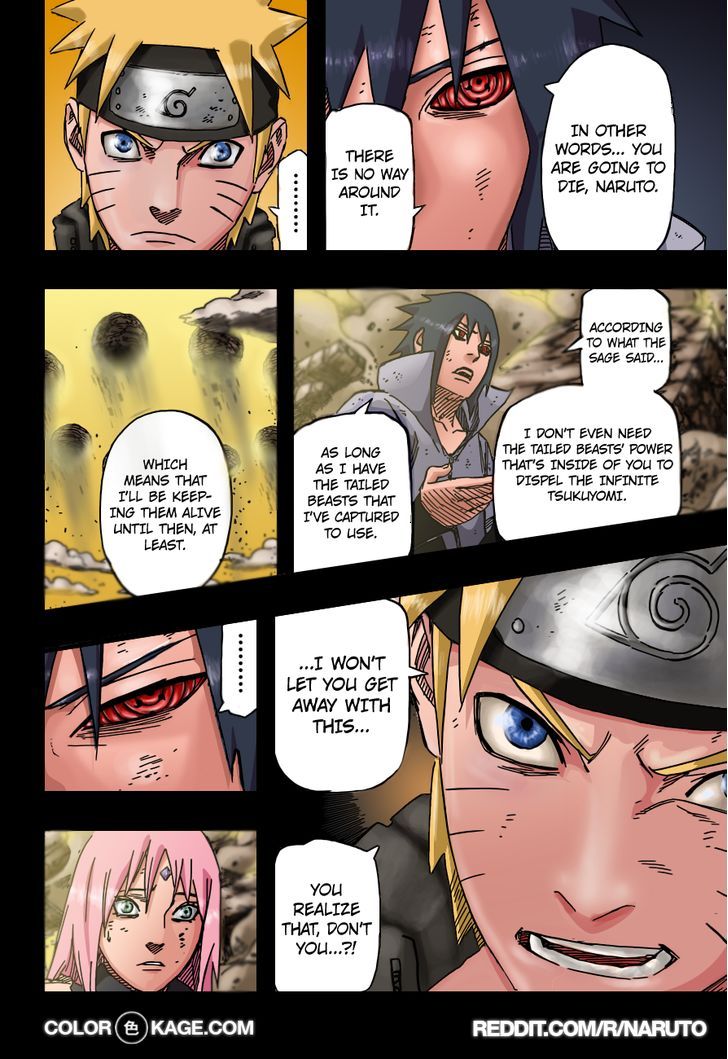 IN OTHER
WORDS... YOU
ARE GOING TO
DIE, NARUTO.
THERE
IS NO WAY
AROUND
IT.
.........
ACCORDING
TO WHAT THE
SAGE SAID...
I DON'T EVEN NEED
THE TAILED BEASTS' POWER
THAT'S INSIDE OF YOU TO
DISPEL THE INFINITE
TSUKUYOMI.
AS LONG
AS I HAVE
THE TAILED
BEASTS THAT
I'VE CAPTURED
TO USE.
WHICH
MEANS THAT
I'LL BE KEEP-
ING THEM ALIVE
UNTIL THEN, AT
LEAST.
...I WON'T
LET YOU GET
AWAY WITH
THIS...
.........
YOU
REALIZE
THAT, DON'T
YOU...?!
COLOR 色 KAGE.COM
REDDIT.COM/R/NARUTO